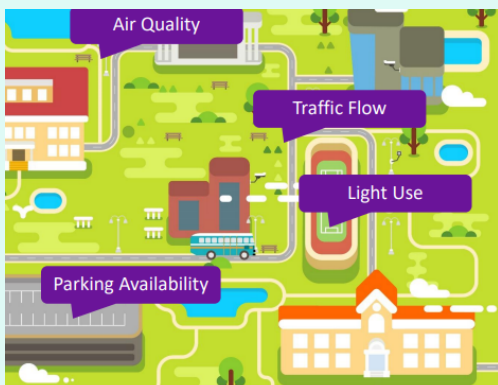 Air Quality
Traffic Flow
Light Use
Parking Availability